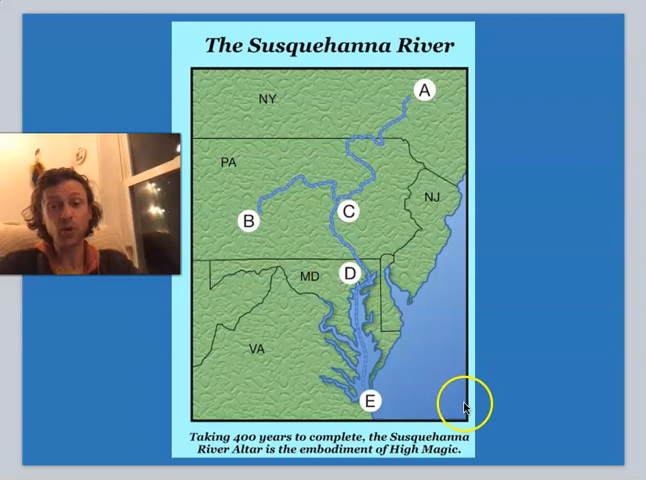 The Susquehanna River
A
NY
PA
NJ
B
C
D
MD
VA
E
Taking 400 years to complete, the Susquehanna
River Altar is the embodiment of High Magic.